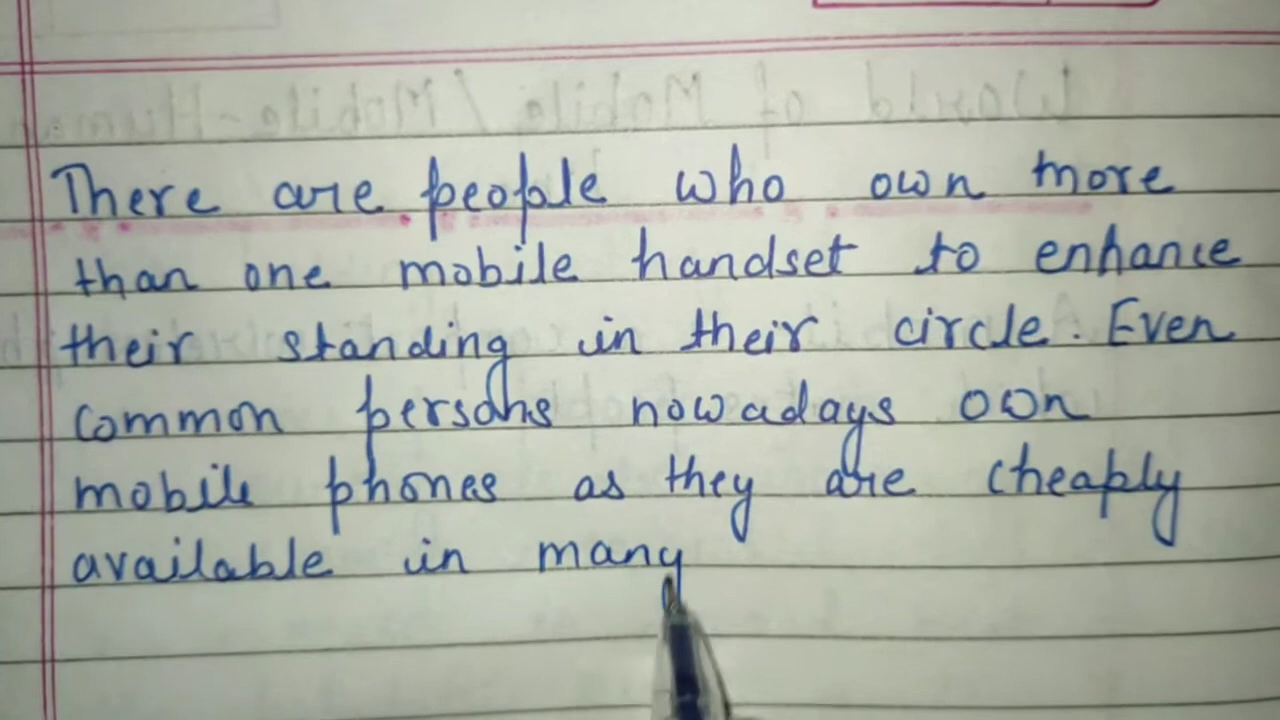 There are people who own more
than one mobile handset to enhance
their standing in their circle. Even
common persons nowadays own
mobile phones as they are cheaply
available in many